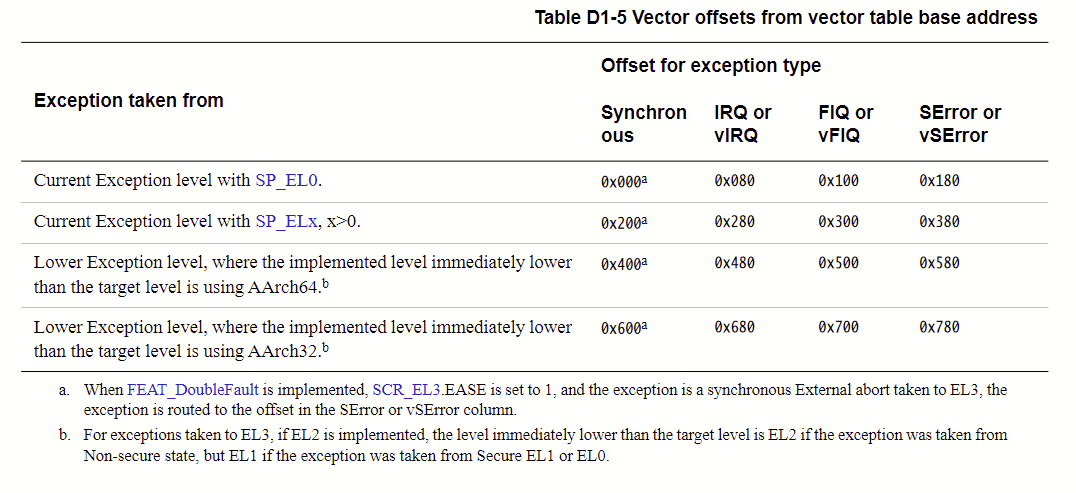 Table D1-5 Vector offsets from vector table base address
Exception taken from
Offset for exception type
Synchron
ous
IRQ or
vIRQ
FIQ or
vFIQ
SError or
vSError
Current Exception level with SP_EL0.
0x000a
0x080
0x100
0x180
Current Exception level with SP_ELx, x>0.
0x200a
0x280
0x300
0x380
Lower Exception level, where the implemented level immediately lower
than the target level is using AArch64.b
0x400a
0x480
0x500
0x580
Lower Exception level, where the implemented level immediately lower
than the target level is using AArch32.b
0x600a
0x680
0x700
0x780
a. When FEAT_DoubleFault is implemented, SCR_EL3.EASE is set to 1, and the exception is a synchronous External abort taken to EL3, the
exception is routed to the offset in the SError or vSError column.
b. For exceptions taken to EL3, if EL2 is implemented, the level immediately lower than the target level is EL2 if the exception was taken from
Non-secure state, but EL1 if the exception was taken from Secure EL1 or EL0.